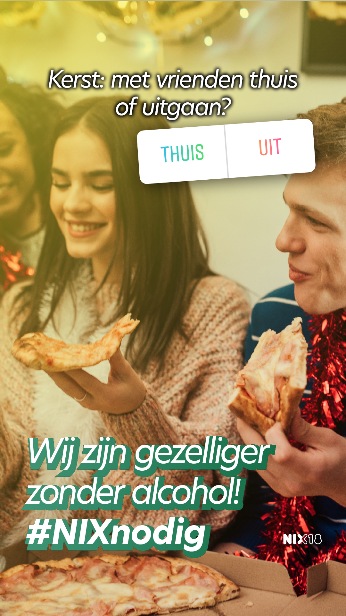 Kerst: met vrienden thuis
of uitgaan?
THUIS UIT
Wij zijn gezelliger
zonder alcohol!
#NIXnodig
NIX18